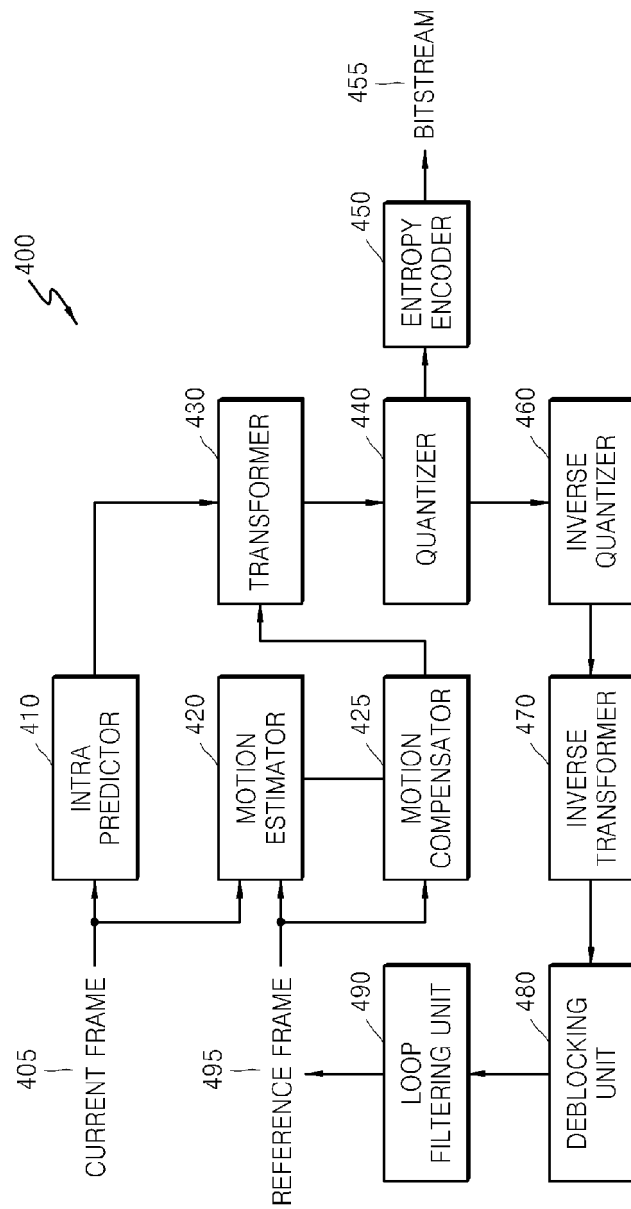 400
405
CURRENT FRAME
495
REFERENCE FRAME
410
INTRA
PREDICTOR
420
MOTION
ESTIMATOR
425
MOTION
COMPENSATOR
430
TRANSFORMER
440
QUANTIZER
450
ENTROPY
ENCODER
455
BITSTREAM
460
INVERSE
QUANTIZER
470
INVERSE
TRANSFORMER
480
DEBLOCKING
UNIT
490
LOOP
FILTERING UNIT